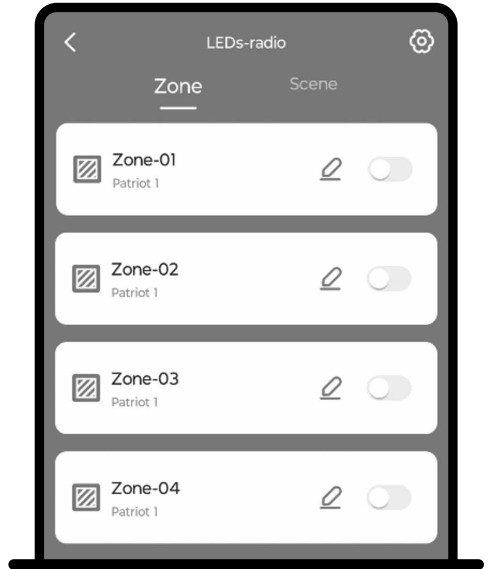 LEDs-radio
Zone Scene
Zone-01
Patriot 1
Zone-02
Patriot 1
Zone-03
Patriot 1
Zone-04
Patriot 1